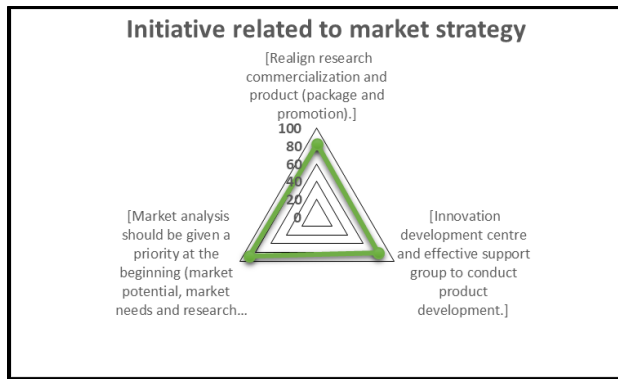 Initiative related to market strategy
[Realign research
commercialization and
product (package and
promotion).]
100
80
60
40
20
0
[Market analysis
should be given a
priority at the
beginning (market
potential, market
needs and research...
[Innovation
development centre
and effective support
group to conduct
product
development.]